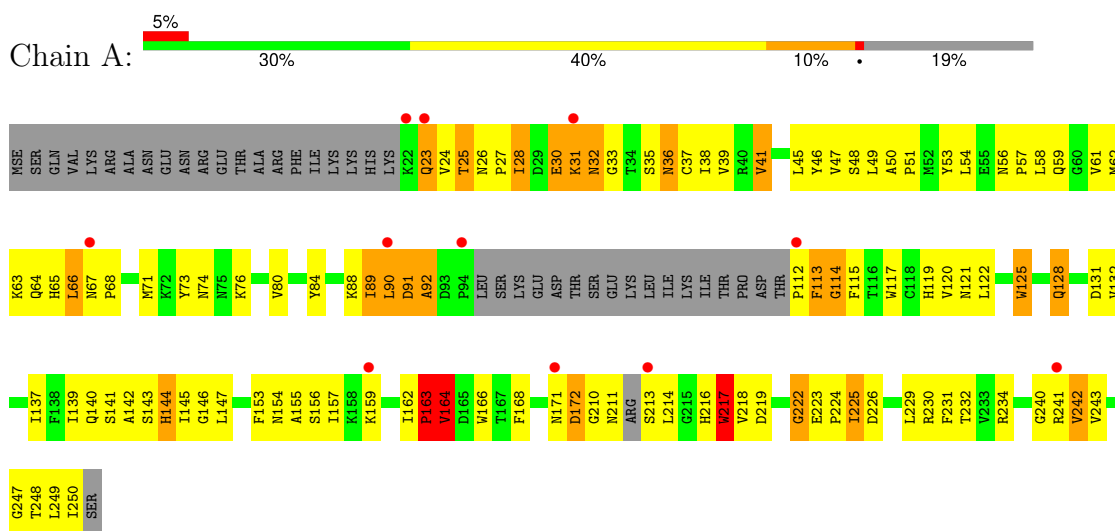 5%
Chain A:
30% 40% 10% • 19%
MSE SER GLN VAL LYS ARG ALA ASN GLU ASN ARG GLU THR ALA ARG PHE ILE LYS LYS HIS LYS K22 Q23 V24 T25 N26 P27 I28 D29 E30 K31 N32 G33 T34 S35 N36 C37 I38 V39 R40 V41 L45 Y46 V47 S48 L49 A50 P51 M52 Y53 L54 E55 N56 P57 L58 Q59 G60 V61 M62
K63 Q64 H65 L66 N67 P68 M71 K72 Y73 N74 N75 K76 V80 Y84 K88 I89 L90 D91 A92 D93 P94 LEU SER LYS GLU ASP THR SER GLU LYS LEU ILE LYS ILE THR PRO ASP THR P112 F113 G114 F115 T116 W117 C118 H119 V120 N121 L122 W125 Q128 D131
I137 F138 I139 Q140 S141 A142 S143 H144 I145 G146 L147 F153 N154 A155 S156 I157 K158 K159 I162 P163 V164 D165 W166 T167 F168 N171 D172 G210 N211 ARG S213 L214 G215 H216 W217 V218 D219 G222 E223 P224 I225 D226 L229 R230 F231 T232 V233 R234 G240 R241 V242 V243
G247 T248 L249 I250 SER